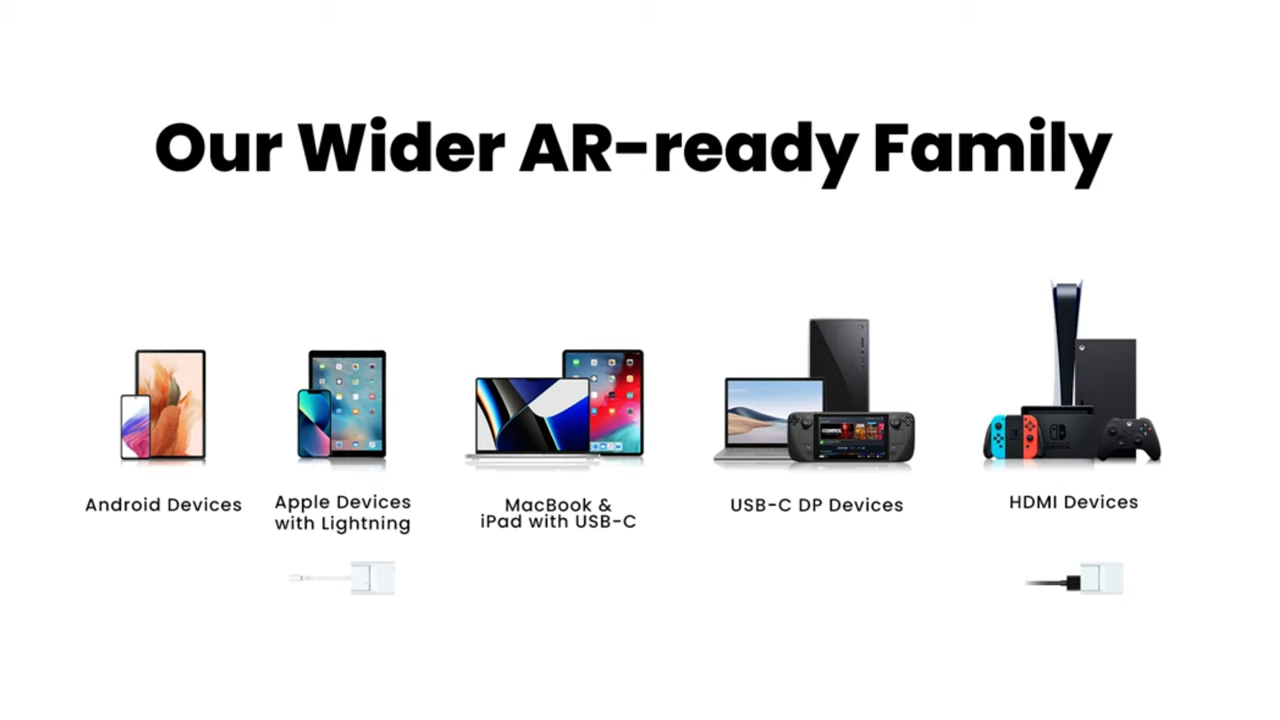 Our Wider AR-ready Family
Android Devices
Apple Devices
with Lightning
MacBook &
iPad with USB-C
USB-C DP Devices
HDMI Devices